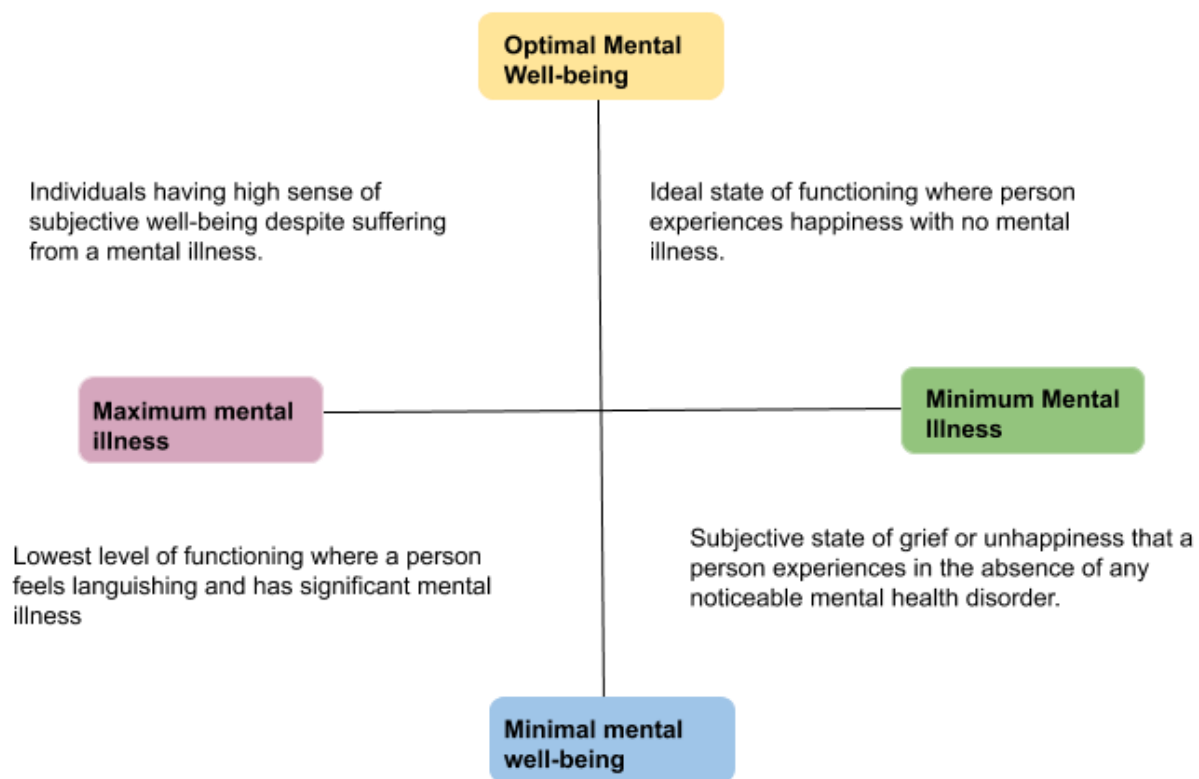 Optimal Mental
Well-being
Individuals having high sense of
subjective well-being despite suffering
from a mental illness.
Ideal state of functioning where person
experiences happiness with no mental
illness.
Maximum mental
illness
Minimum Mental
Illness
Lowest level of functioning where a person
feels languishing and has significant mental
illness
Subjective state of grief or unhappiness that a
person experiences in the absence of any
noticeable mental health disorder.
Minimal mental
well-being